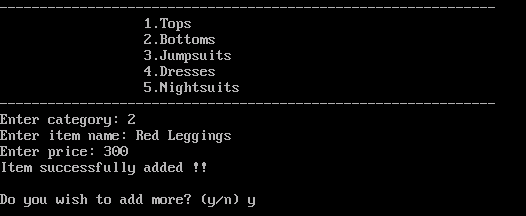 1.Tops
2.Bottoms
3.Jumpsuits
4.Dresses
5.Nightsuits
Enter category: 2
Enter item name: Red Leggings
Enter price: 300
Item successfully added !!
Do you wish to add more? (y/n) y